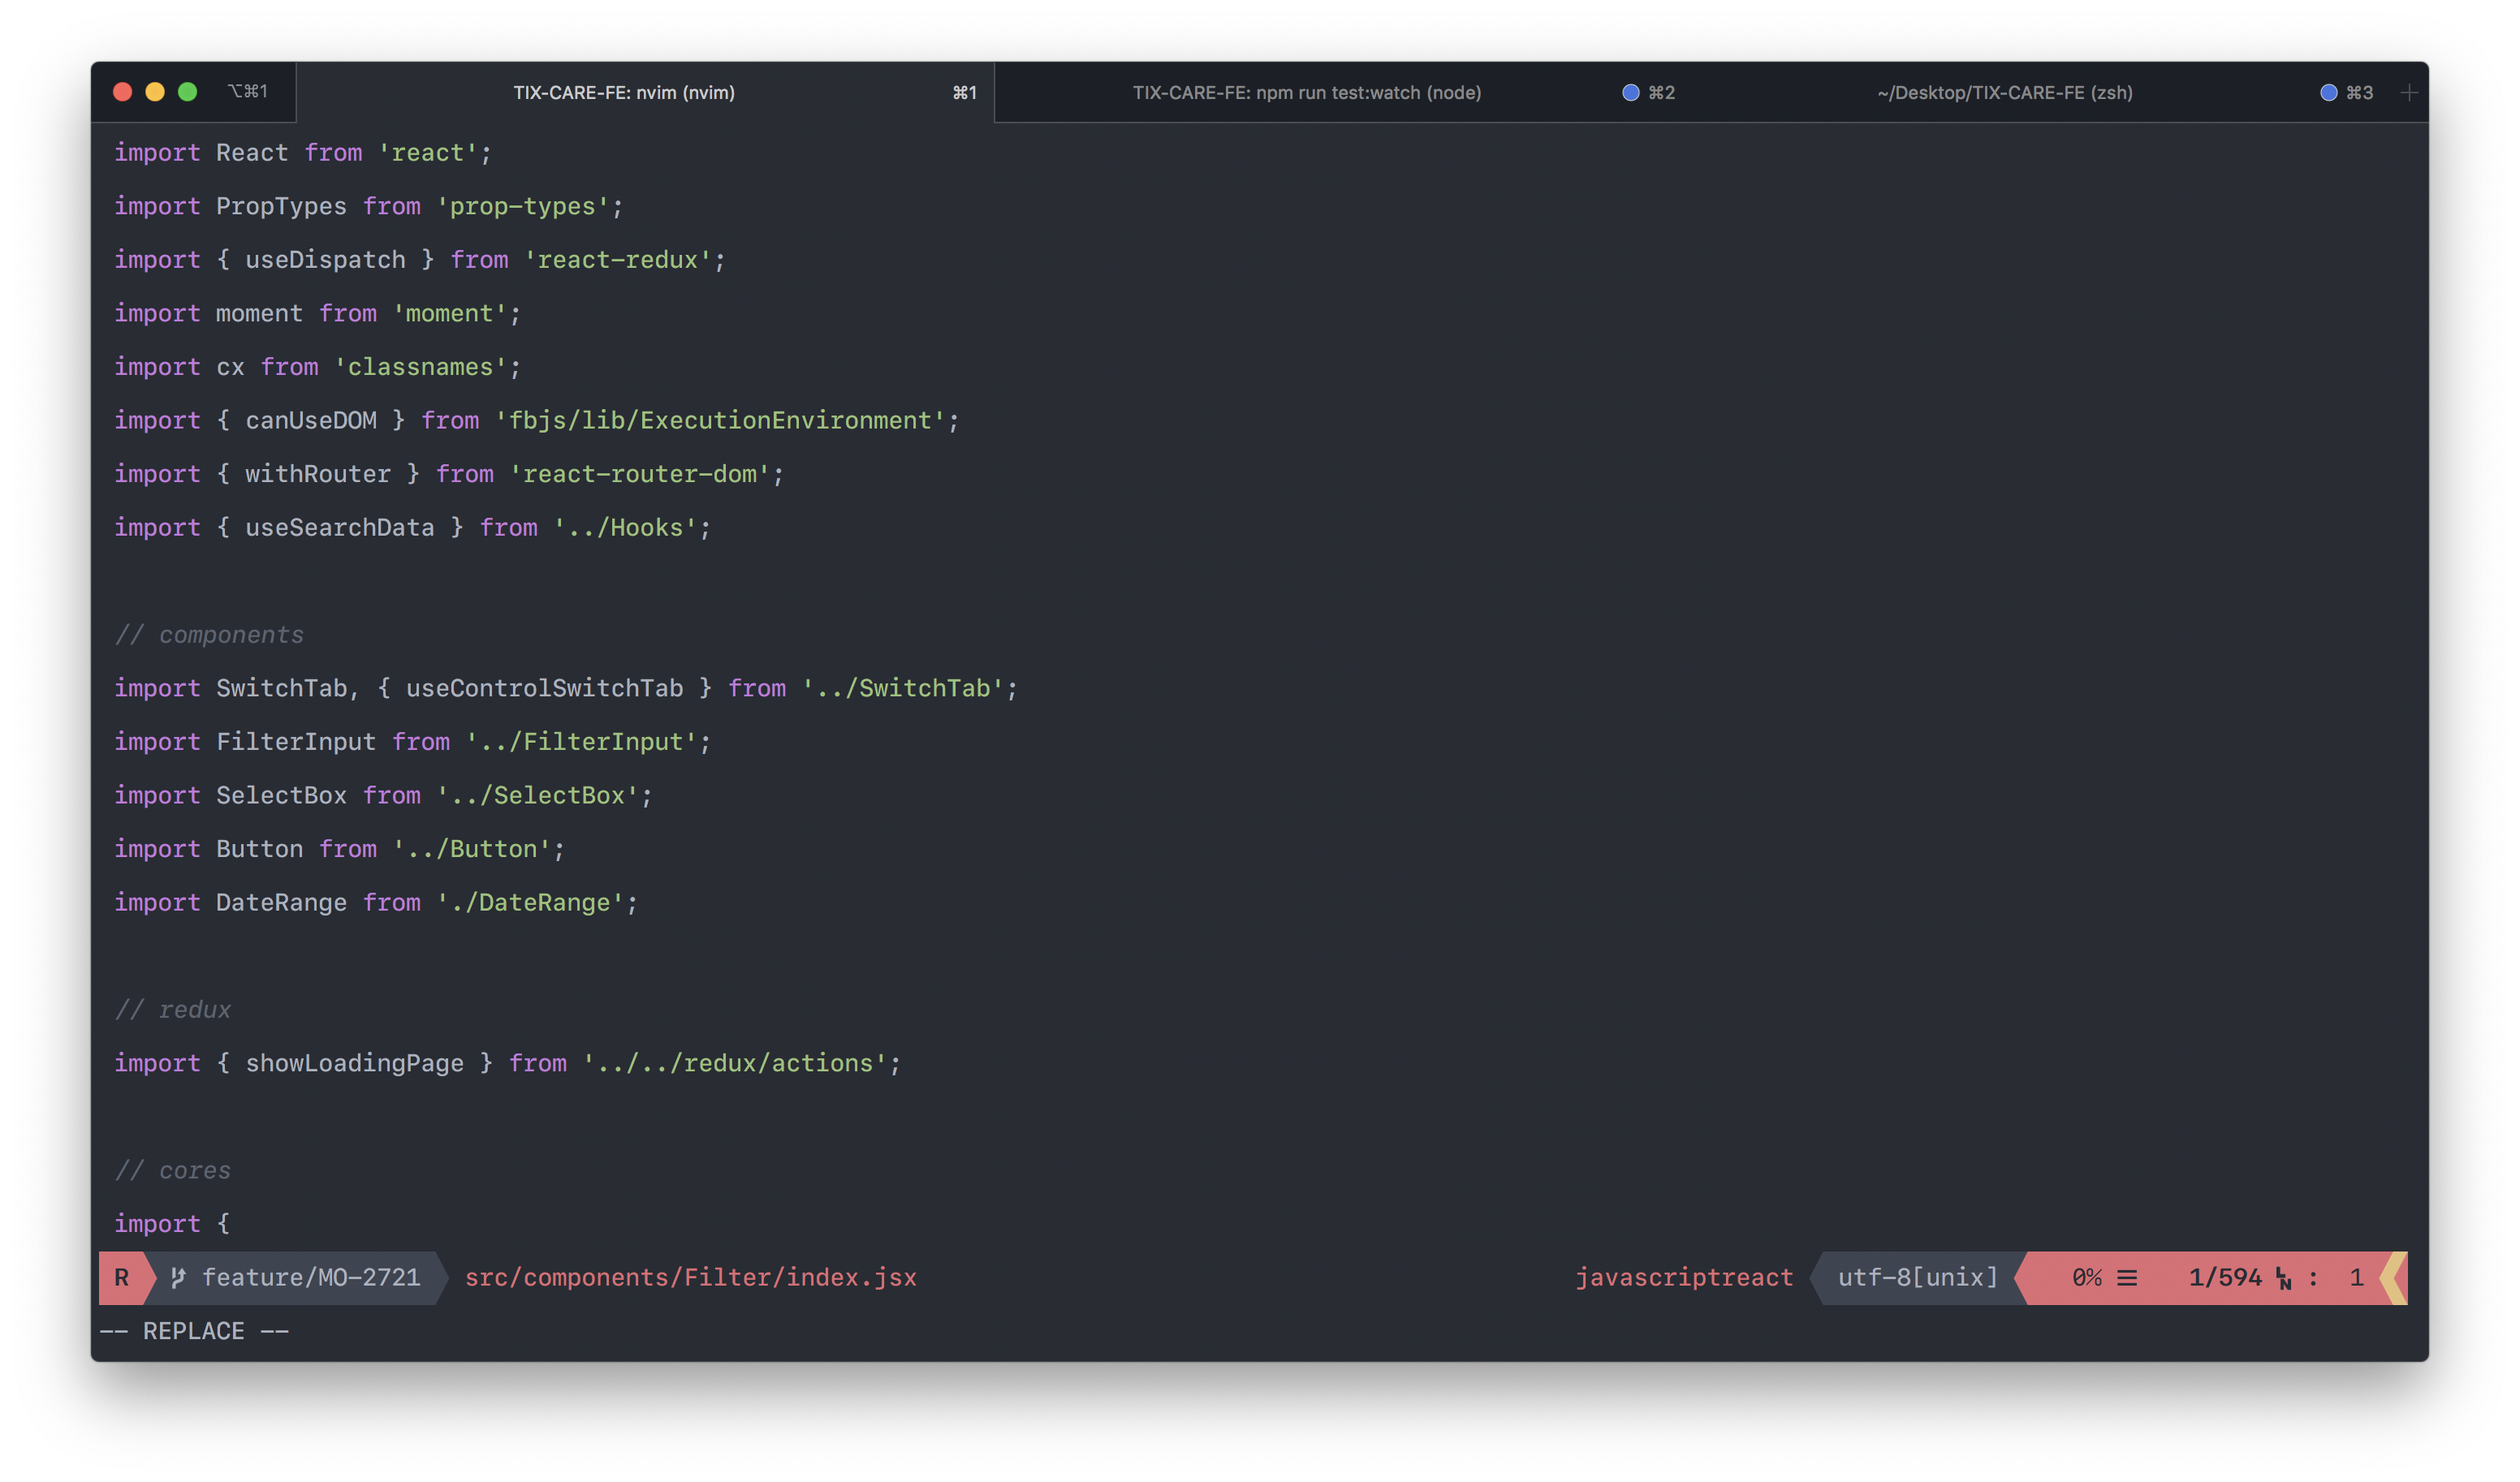 ⌥⌘1 TIX-CARE-FE: nvim (nvim) ⌘1 TIX-CARE-FE: npm run test:watch (node) ⌘2 ~/Desktop/TIX-CARE-FE (zsh) ⌘3 +
import React from 'react';
import PropTypes from 'prop-types';
import { useDispatch } from 'react-redux';
import moment from 'moment';
import cx from 'classnames';
import { canUseDOM } from 'fbjs/lib/ExecutionEnvironment';
import { withRouter } from 'react-router-dom';
import { useSearchData } from '../Hooks';
// components
import SwitchTab, { useControlSwitchTab } from '../SwitchTab';
import FilterInput from '../FilterInput';
import SelectBox from '../SelectBox';
import Button from '../Button';
import DateRange from './DateRange';
// redux
import { showLoadingPage } from '../../redux/actions';
// cores
import {
R feature/MO-2721 src/components/Filter/index.jsx javascriptreact utf-8[unix] 0% ☰ 1/594 ㏑ : 1
-- REPLACE --